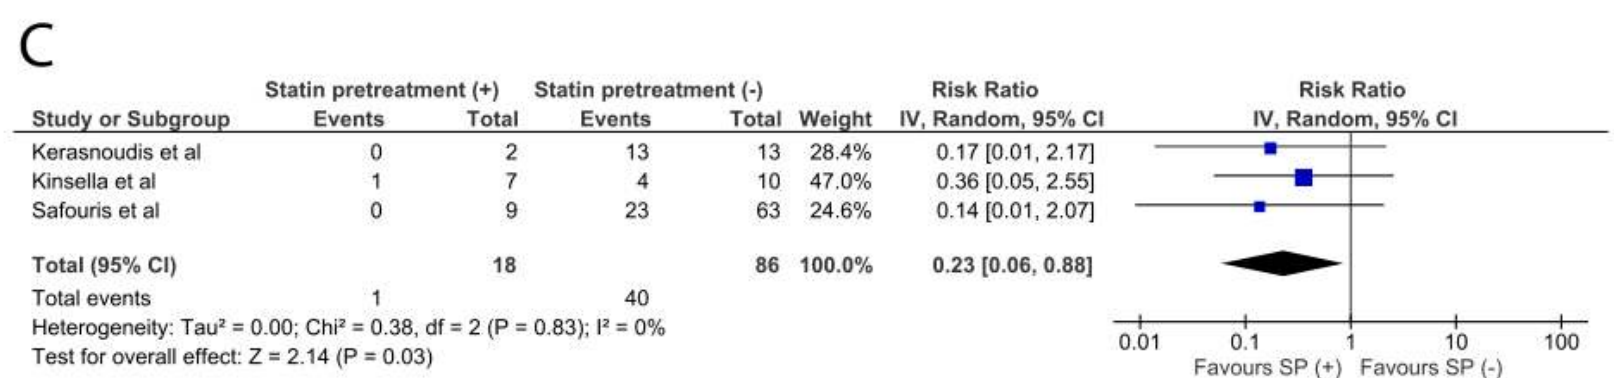 C
Statin pretreatment (+) Statin pretreatment (-) Risk Ratio Risk Ratio
Study or Subgroup Events Total Events Total Weight IV, Random, 95% CI IV, Random, 95% CI
Kerasnoudis et al 0 2 13 13 28.4% 0.17 [0.01, 2.17]
Kinsella et al 1 7 4 10 47.0% 0.36 [0.05, 2.55]
Safouris et al 0 9 23 63 24.6% 0.14 [0.01, 2.07]
Total (95% CI) 18 86 100.0% 0.23 [0.06, 0.88]
Total events 1 40
Heterogeneity: Tau² = 0.00; Chi² = 0.38, df = 2 (P = 0.83); I² = 0%
Test for overall effect: Z = 2.14 (P = 0.03)
0.01 0.1 1 10 100
Favours SP (+) Favours SP (-)